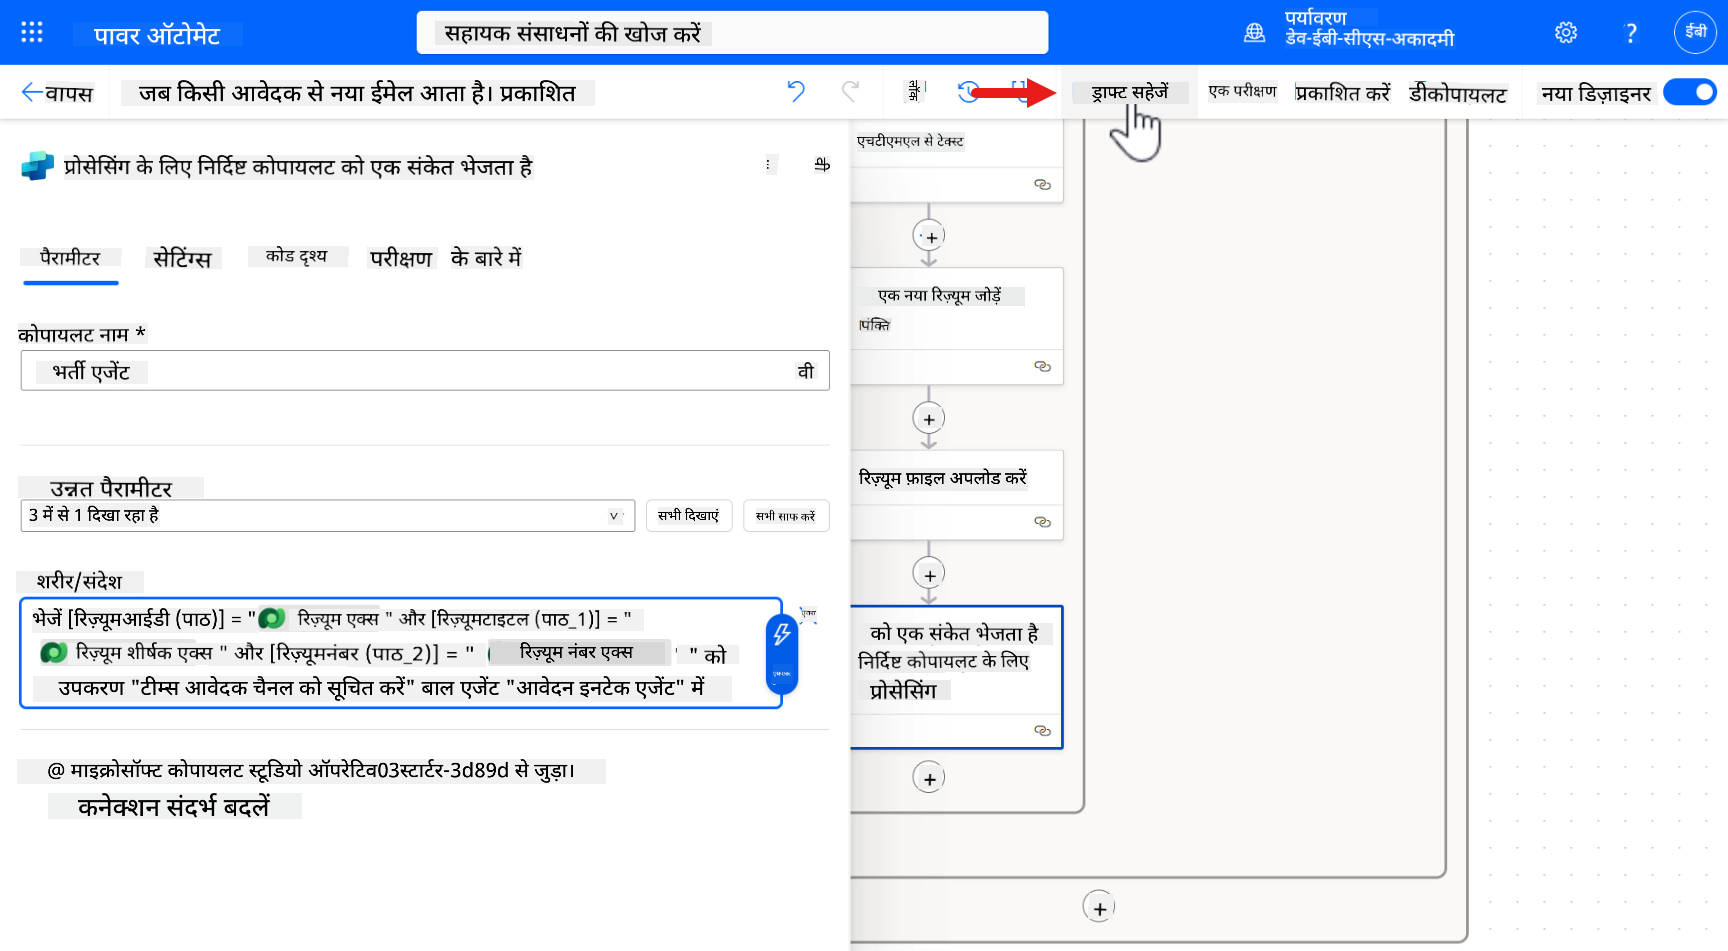 पावर ऑटोमेट
सहायक संसाधनों की खोज करें
पर्यावरण
डेव-ईबी-सीएस-अकादमी
?
ईबी
वापस
जब किसी आवेदक से नया ईमेल आता है। प्रकाशित
ड्राफ्ट सहेजें
एक परीक्षण
प्रकाशित करें
डीकोपायलट
नया डिज़ाइनर
प्रोसेसिंग के लिए निर्दिष्ट कोपायलट को एक संकेत भेजता है
पैरामीटर
सेटिंग्स
कोड दृश्य
परीक्षण
के बारे में
कोपायलट नाम *
भर्ती एजेंट
वी
उन्नत पैरामीटर
3 में से 1 दिखा रहा है
v
सभी दिखाएं
सभी साफ करें
शरीर/संदेश
भेजें [रिज़्यूमआईडी (पाठ)] = " रिज़्यूम एक्स " और [रिज़्यूमटाइटल (पाठ_1)] = "
रिज़्यूम शीर्षक एक्स " और [रिज़्यूमनंबर (पाठ_2)] = " रिज़्यूम नंबर एक्स ' " को
उपकरण "टीम्स आवेदक चैनल को सूचित करें" बाल एजेंट "आवेदन इनटेक एजेंट" में
@ माइक्रोसॉफ्ट कोपायलट स्टूडियो ऑपरेटिव03स्टार्टर-3d89d से जुड़ा।
कनेक्शन संदर्भ बदलें
एचटीएमएल से टेक्स्ट
एक नया रिज़्यूम जोड़ें
पंक्ति
रिज़्यूम फ़ाइल अपलोड करें
को एक संकेत भेजता है
निर्दिष्ट कोपायलट के लिए
प्रोसेसिंग